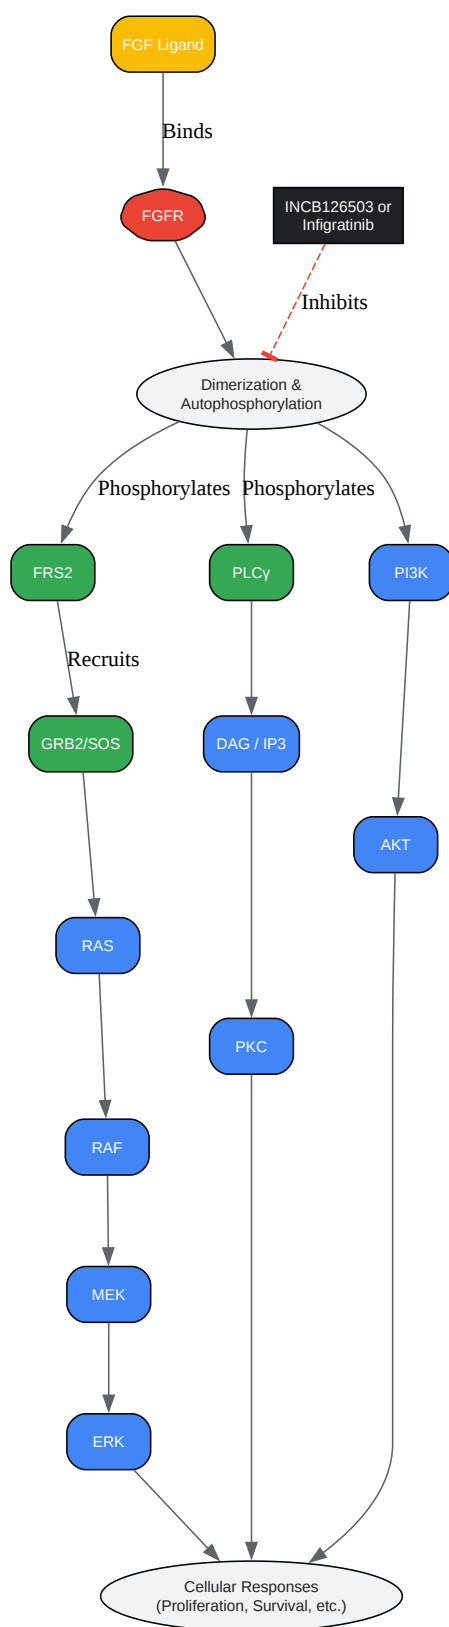 FGF Ligand
Binds
FGFR
INCB126503 or
Infigratinib
Inhibits
Dimerization &
Autophosphorylation
Phosphorylates
Phosphorylates
FRS2
PLCγ
PI3K
Recruits
GRB2/SOS
DAG / IP3
AKT
RAS
PKC
RAF
MEK
ERK
Cellular Responses
(Proliferation, Survival, etc.)